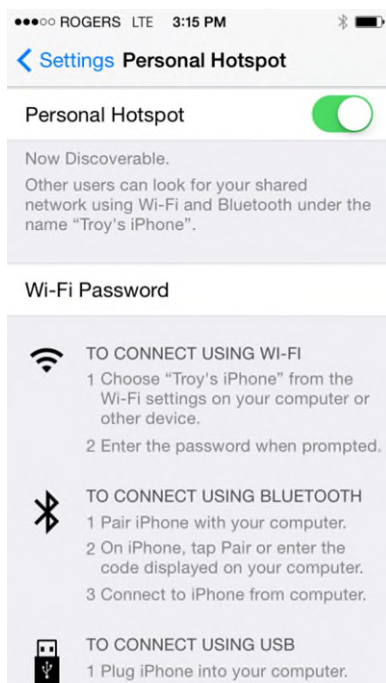 ROGERS LTE 3:15 PM
Settings Personal Hotspot
Personal Hotspot
Now Discoverable.
Other users can look for your shared
network using Wi-Fi and Bluetooth under the
name “Troy's iPhone”.
Wi-Fi Password
TO CONNECT USING WI-FI
1 Choose “Troy's iPhone” from the
Wi-Fi settings on your computer or
other device.
2 Enter the password when prompted.
TO CONNECT USING BLUETOOTH
1 Pair iPhone with your computer.
2 On iPhone, tap Pair or enter the
code displayed on your computer.
3 Connect to iPhone from computer.
TO CONNECT USING USB
1 Plug iPhone into your computer.